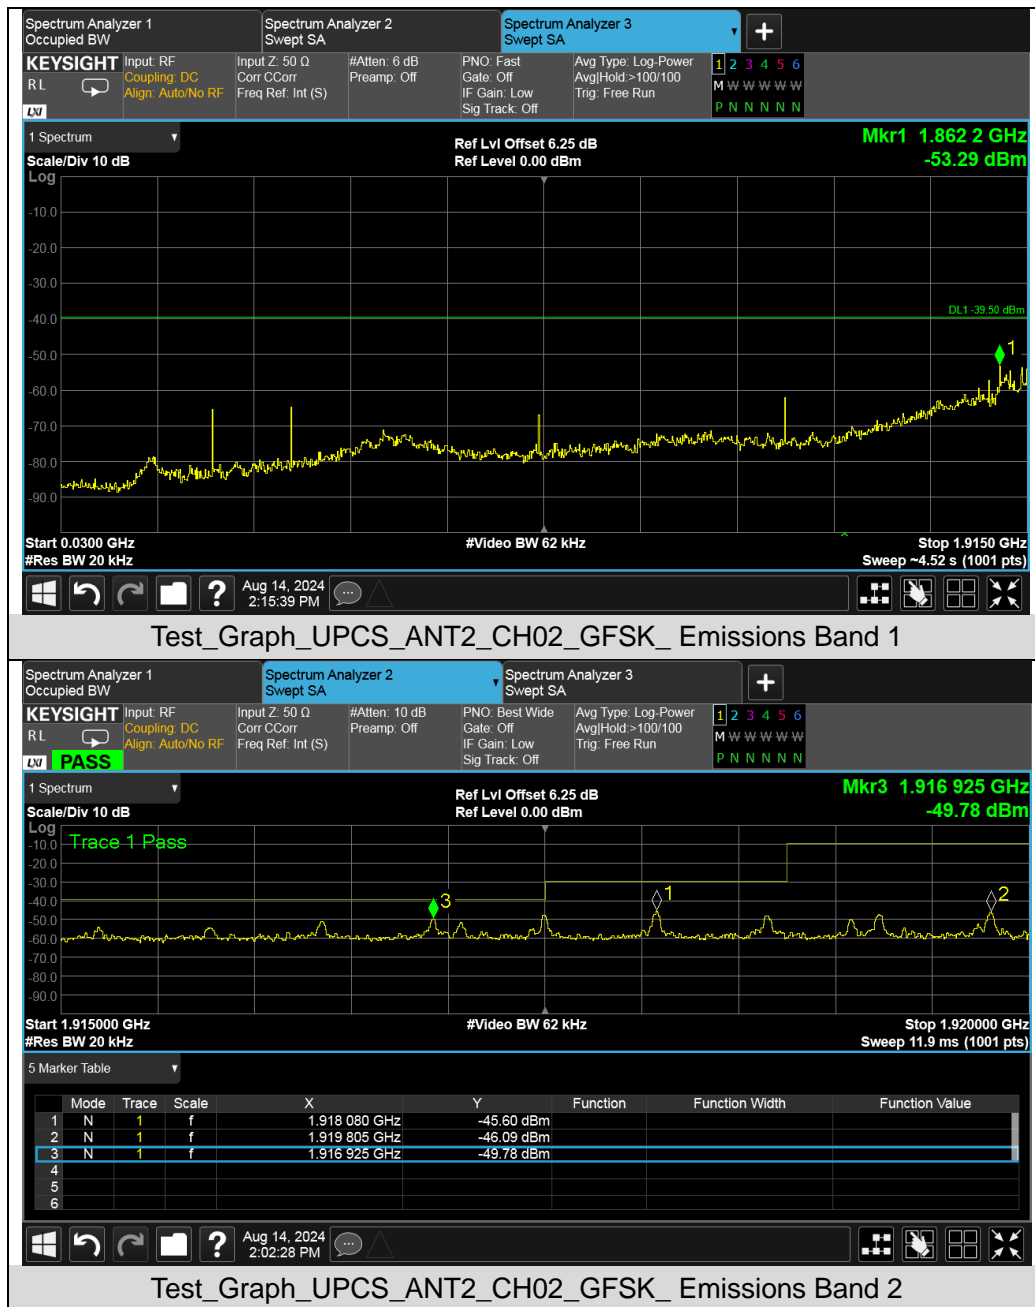 Spectrum Analyzer 1
Occupied BW
Spectrum Analyzer 2
Swept SA
Spectrum Analyzer 3
Swept SA
KEYSIGHT
RL
LXI
Input: RF
Coupling: DC
Align: Auto/No RF
Input Z: 50 Ω
Corr CCorr
Freq Ref: Int (S)
#Atten: 6 dB
Preamp: Off
PNO: Fast
Gate: Off
IF Gain: Low
Sig Track: Off
Avg Type: Log-Power
Avg|Hold:>100/100
Trig: Free Run
1 2 3 4 5 6
M W W W W W
P N N N N N
1 Spectrum
Scale/Div 10 dB
Ref Lvl Offset 6.25 dB
Ref Level 0.00 dBm
Mkr1 1.862 2 GHz
-53.29 dBm
Log
-10.0
-20.0
-30.0
-40.0
-50.0
-60.0
-70.0
-80.0
-90.0
DL1 -39.50 dBm
1
Start 0.0300 GHz
#Res BW 20 kHz
#Video BW 62 kHz
Stop 1.9150 GHz
Sweep ~4.52 s (1001 pts)
?
Aug 14, 2024
2:15:39 PM
Test_Graph_UPCS_ANT2_CH02_GFSK_ Emissions Band 1
Spectrum Analyzer 1
Occupied BW
Spectrum Analyzer 2
Swept SA
Spectrum Analyzer 3
Swept SA
KEYSIGHT
RL
LXI
PASS
Input: RF
Coupling: DC
Align: Auto/No RF
Input Z: 50 Ω
Corr CCorr
Freq Ref: Int (S)
#Atten: 10 dB
Preamp: Off
PNO: Best Wide
Gate: Off
IF Gain: Low
Sig Track: Off
Avg Type: Log-Power
Avg|Hold:>100/100
Trig: Free Run
1 2 3 4 5 6
M W W W W W
P N N N N N
1 Spectrum
Scale/Div 10 dB
Ref Lvl Offset 6.25 dB
Ref Level 0.00 dBm
Mkr3 1.916 925 GHz
-49.78 dBm
Log
Trace 1 Pass
-10.0
-20.0
-30.0
-40.0
-50.0
-60.0
-70.0
-80.0
-90.0
3
1
2
Start 1.915000 GHz
#Res BW 20 kHz
#Video BW 62 kHz
Stop 1.920000 GHz
Sweep 11.9 ms (1001 pts)
5 Marker Table
Mode Trace Scale X Y Function Function Width Function Value
1 N 1 f 1.918 080 GHz -45.60 dBm
2 N 1 f 1.919 805 GHz -46.09 dBm
3 N 1 f 1.916 925 GHz -49.78 dBm
4
5
6
?
Aug 14, 2024
2:02:28 PM
Test_Graph_UPCS_ANT2_CH02_GFSK_ Emissions Band 2